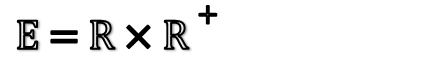 𝔼 = ℝ × ℝ⁺